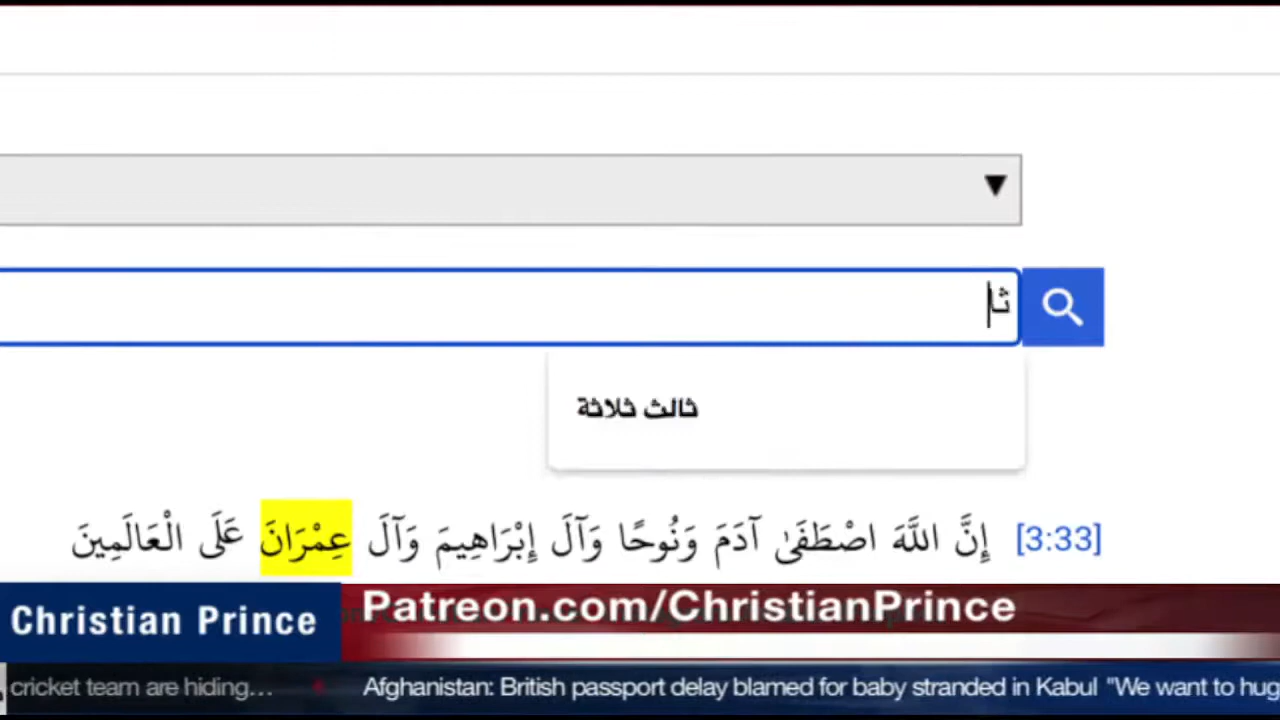 ثا
ثالث ثلاثة
[3:33] إِنَّ اللَّهَ اصْطَفَىٰ آدَمَ وَنُوحًا وَآلَ إِبْرَاهِيمَ وَآلَ عِمْرَانَ عَلَى الْعَالَمِينَ
Christian Prince
Patreon.com/ChristianPrince
cricket team are hiding... Afghanistan: British passport delay blamed for baby stranded in Kabul "We want to hug